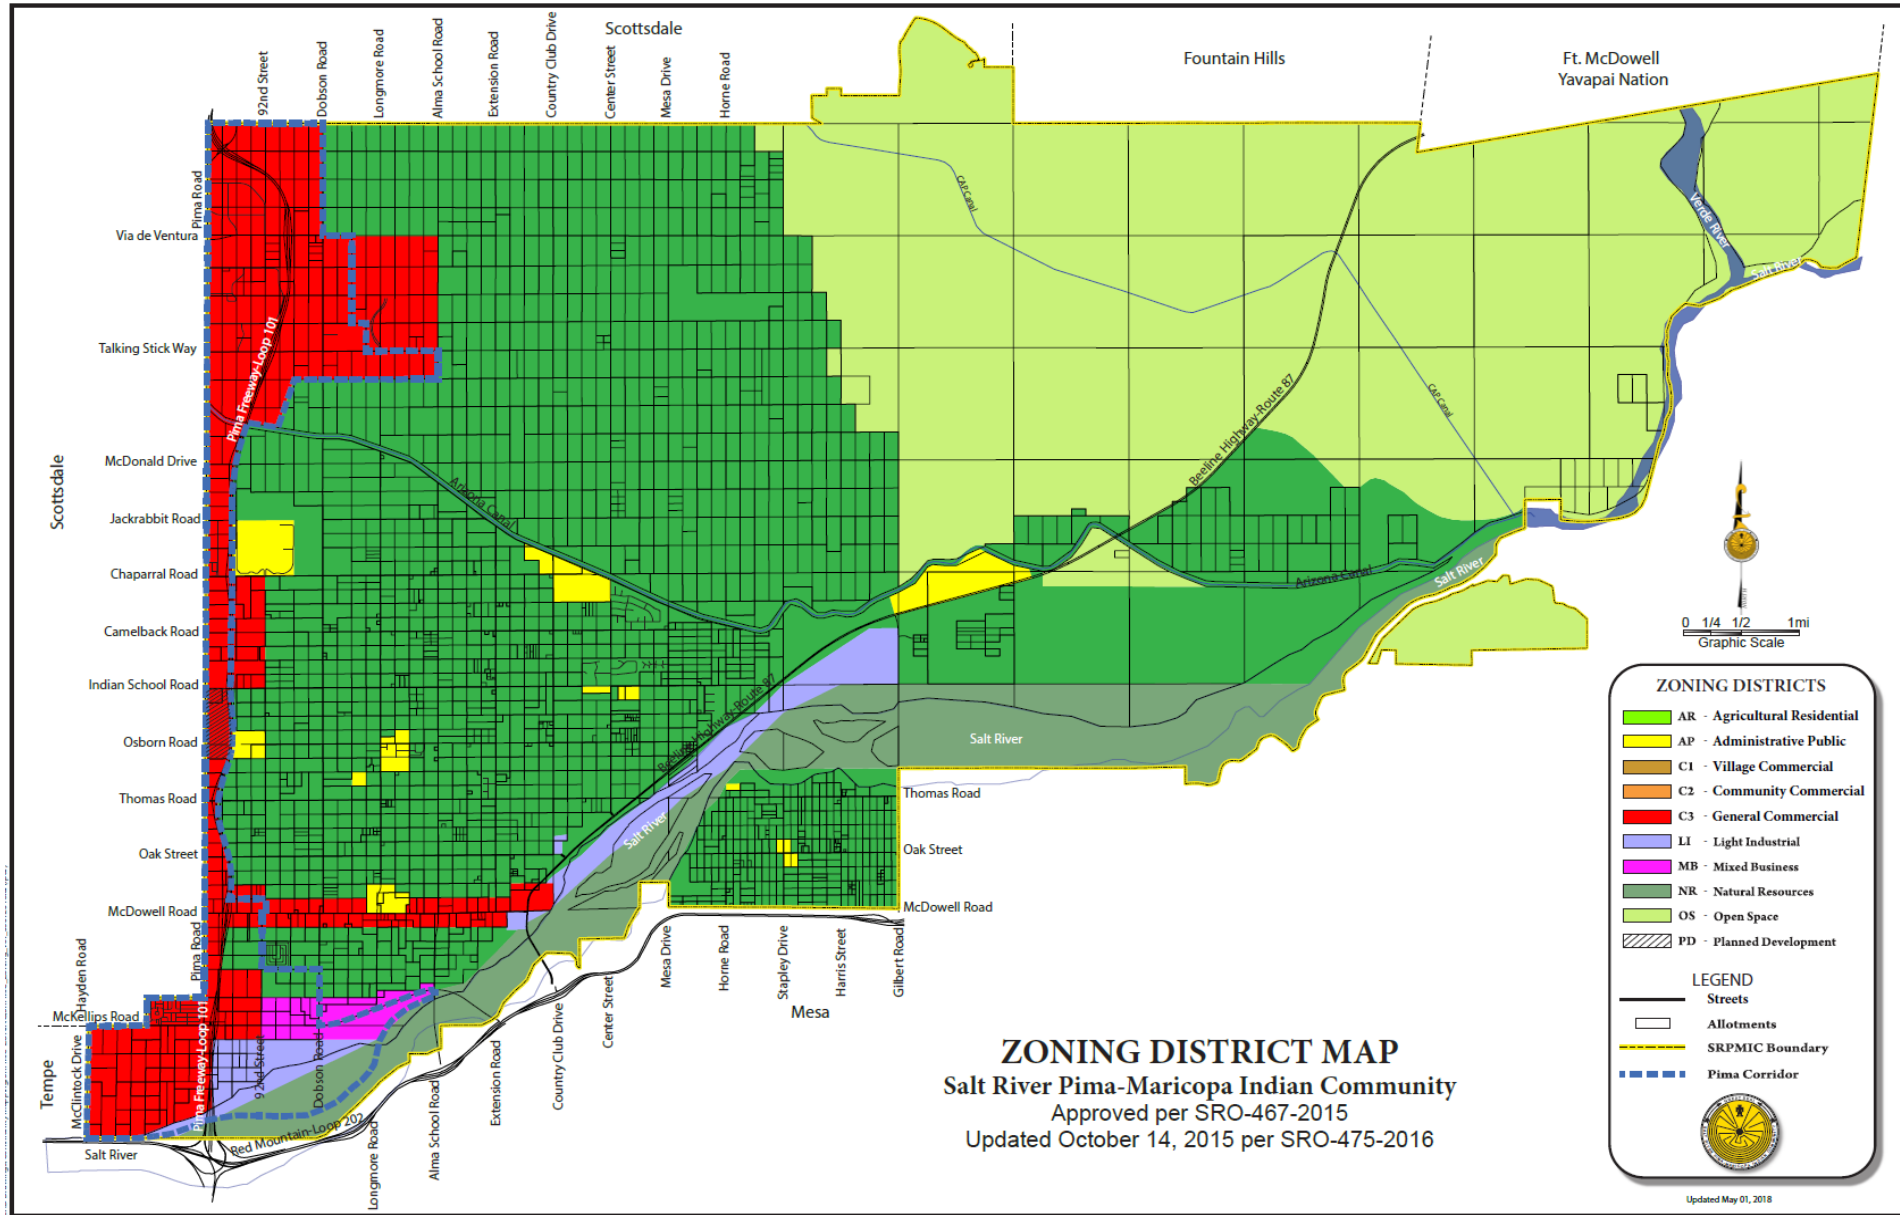 Scottsdale
Fountain Hills
Ft. McDowell
Yavapai Nation
92nd Street
Dobson Road
Longmore Road
Alma School Road
Extension Road
Country Club Drive
Center Street
Mesa Drive
Horne Road
Pima Road
Via de Ventura
Talking Stick Way
McDonald Drive
Jackrabbit Road
Chaparral Road
Camelback Road
Indian School Road
Osborn Road
Thomas Road
Oak Street
McDowell Road
Scottsdale
Pima Freeway-Loop 101
Arizona Canal
CAP Canal
Beeline Highway-Route 87
CAP Canal
Verde River
Salt River
Arizona Canal
Salt River
Beeline Highway-Route 87
Salt River
Salt River
Thomas Road
Oak Street
McDowell Road
Pima Road
Hayden Road
McKellips Road
Tempe
McClintock Drive
Pima Freeway-Loop 101
92nd Street
Dobson Road
Salt River
Red Mountain-Loop 202
Longmore Road
Alma School Road
Extension Road
Country Club Drive
Center Street
Mesa Drive
Horne Road
Stapley Drive
Harris Street
Gilbert Road
Mesa
ZONING DISTRICT MAP
Salt River Pima-Maricopa Indian Community
Approved per SRO-467-2015
Updated October 14, 2015 per SRO-475-2016
0 1/4 1/2 1mi
Graphic Scale
ZONING DISTRICTS
AR - Agricultural Residential
AP - Administrative Public
C1 - Village Commercial
C2 - Community Commercial
C3 - General Commercial
LI - Light Industrial
MB - Mixed Business
NR - Natural Resources
OS - Open Space
PD - Planned Development
LEGEND
Streets
Allotments
SRPMIC Boundary
Pima Corridor
Updated May 01, 2018